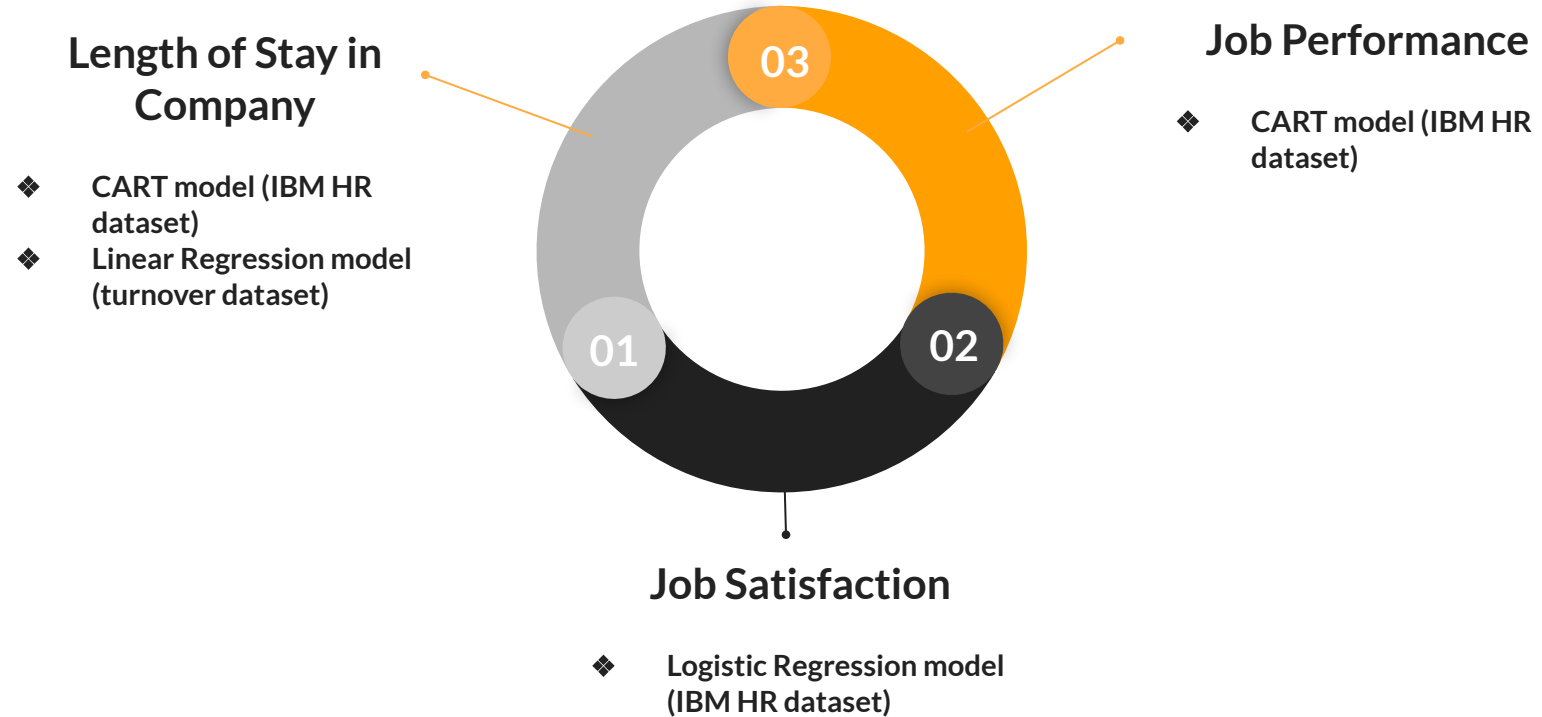 Length of Stay in
Company
❖ CART model (IBM HR
dataset)
❖ Linear Regression model
(turnover dataset)
03
01
02
Job Performance
❖ CART model (IBM HR
dataset)
Job Satisfaction
❖ Logistic Regression model
(IBM HR dataset)